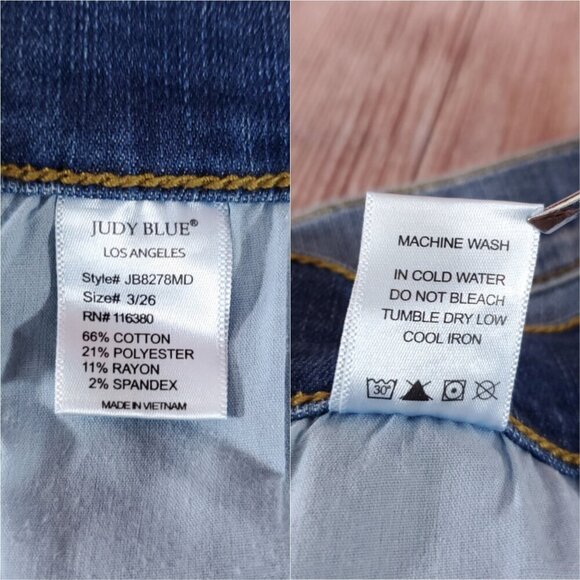 JUDY BLUE®
LOS ANGELES
Style# JB8278MD
Size# 3/26
RN# 116380
66% COTTON
21% POLYESTER
11% RAYON
2% SPANDEX
MADE IN VIETNAM
MACHINE WASH
IN COLD WATER
DO NOT BLEACH
TUMBLE DRY LOW
COOL IRON
30°